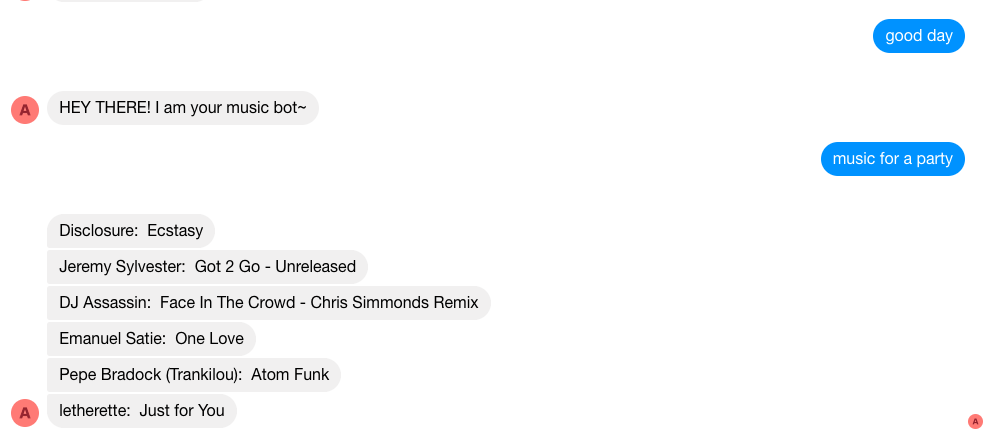 good day
A
HEY THERE! I am your music bot~
music for a party
Disclosure:  Ecstasy
Jeremy Sylvester:  Got 2 Go - Unreleased
DJ Assassin:  Face In The Crowd - Chris Simmonds Remix
Emanuel Satie:  One Love
Pepe Bradock (Trankilou):  Atom Funk
A
letherette:  Just for You
A